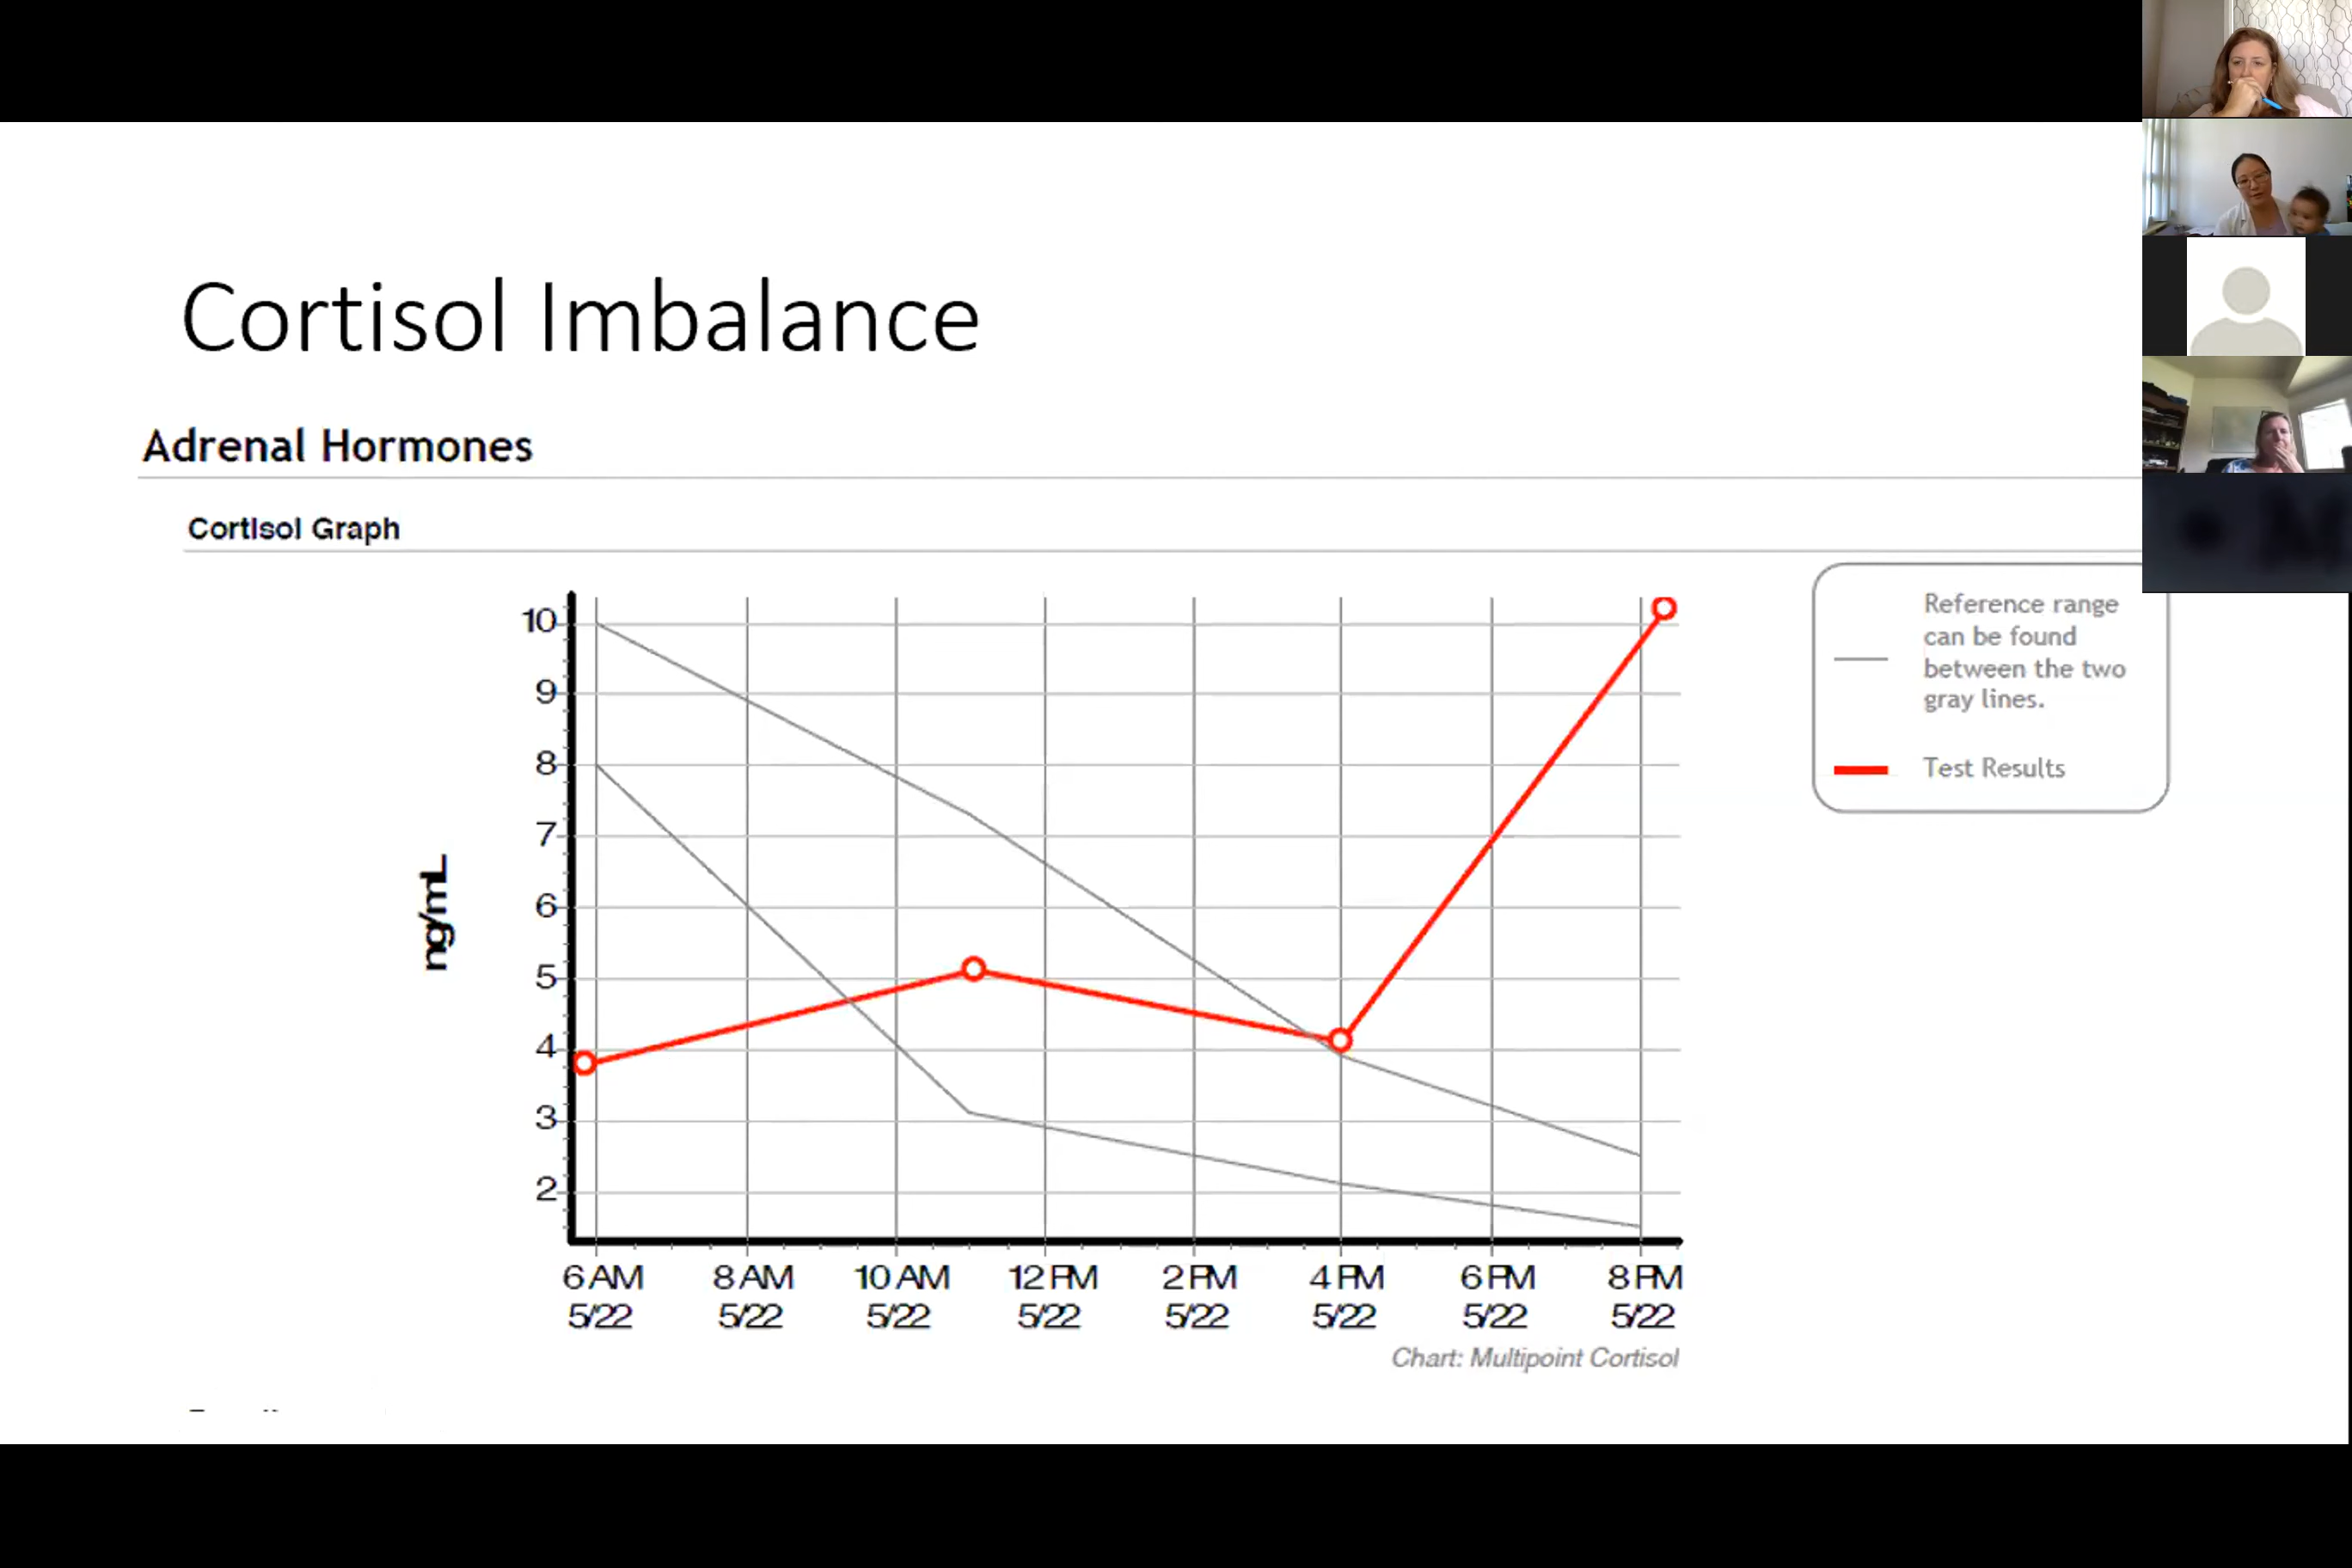 Cortisol Imbalance
Adrenal Hormones
Cortisol Graph
10
9
8
7
6
5
4
3
2
ng/mL
6 AM 8 AM 10 AM 12 PM 2 PM 4 PM 6 PM 8 PM
5/22 5/22 5/22 5/22 5/22 5/22 5/22 5/22
Chart: Multipoint Cortisol
Reference range
can be found
between the two
gray lines.
Test Results